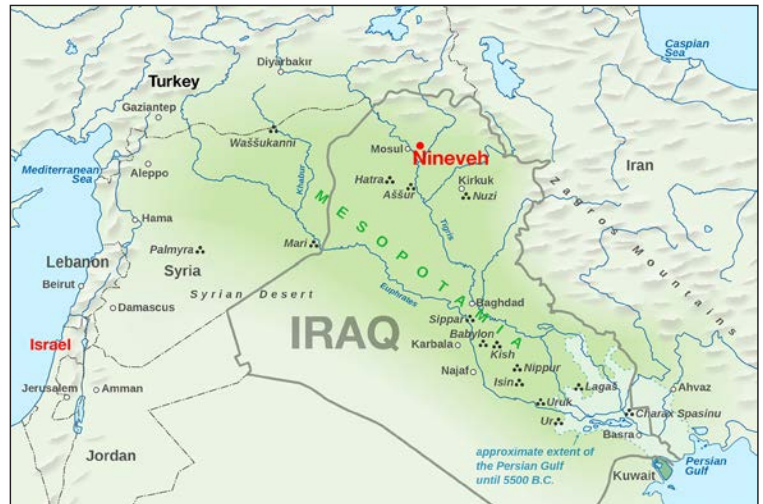 Caspian
Sea
Diyarbakır
Turkey
Gaziantep
Waššukanni
Mosul
Nineveh
Iran
Mediterranean
Sea
Aleppo
Khabur
Hatra
Aššur
Kirkuk
Nuzi
Zagros Mountains
MESOPOTAMIA
Hama
Tigris
Palmyra
Mari
Lebanon
Syria
Beirut
Syrian Desert
Euphrates
Damascus
Baghdad
Sippar
IRAQ
Babylon
Israel
Karbala
Kish
Najaf
Nippur
Isin
Jerusalem
Amman
Lagaš
Ahvaz
Uruk
Charax Spasinu
Ur
Basra
Jordan
approximate extent of
the Persian Gulf
until 5500 B.C.
Kuwait
Persian
Gulf